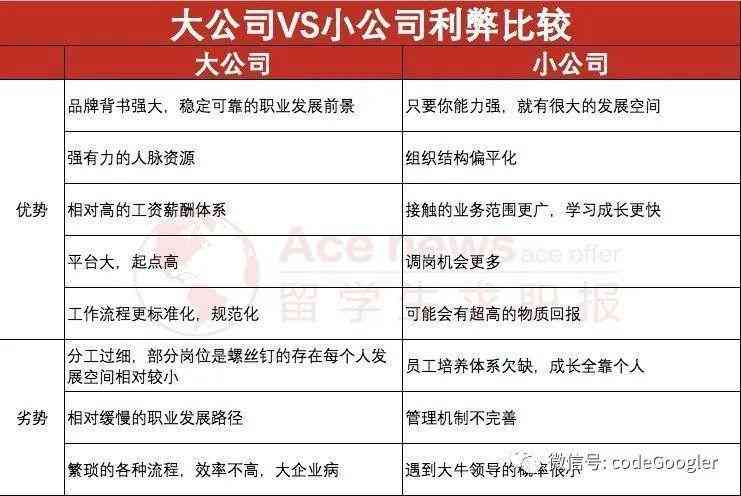 大公司VS小公司利弊比较
大公司
小公司
优势
品牌背书强大，稳定可靠的职业发展前景
只要你能力强，就有很大的发展空间
强有力的人脉资源
组织结构偏平化
相对高的工资薪酬体系
接触的业务范围更广，学习成长更快
平台大，起点高
调岗机会更多
工作流程更标准化，规范化
可能会有超高的物质回报
Ace news
ace offer
留学生求职报
劣势
分工过细，部分岗位是螺丝钉的存在每个人发
展空间相对较小
员工培养体系欠缺，成长全靠个人
相对缓慢的职业发展路径
管理机制不完善
繁琐的各种流程，效率不高，大企业病
遇到大牛领导的概率很小
微信号: codeGoogler